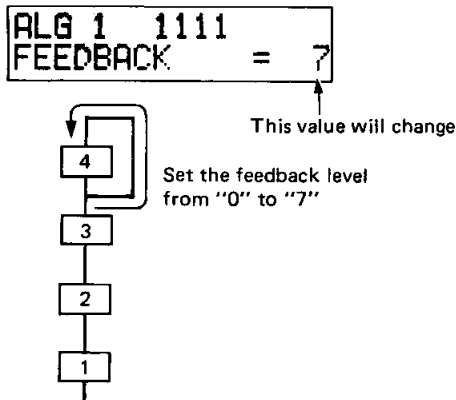 ALG 1 1111
FEEDBACK = 7
This value will change
4
Set the feedback level
from "0" to "7"
3
2
1